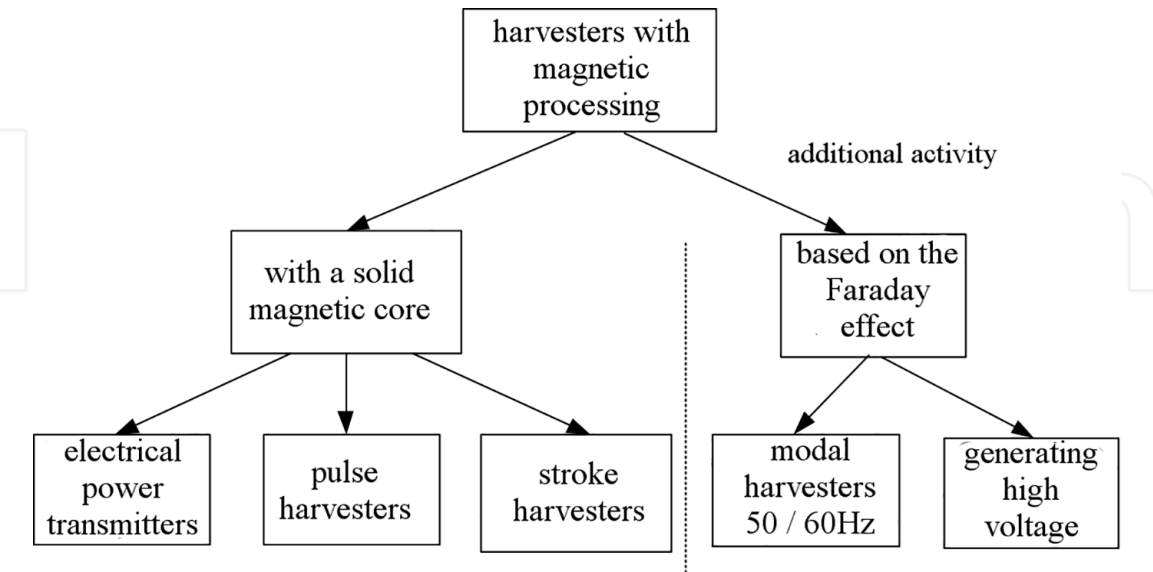 harvesters with
magnetic
processing
additional activity
with a solid
magnetic core
based on the
Faraday
effect
electrical
power
transmitters
pulse
harvesters
stroke
harvesters
modal
harvesters
50 / 60Hz
generating
high
voltage